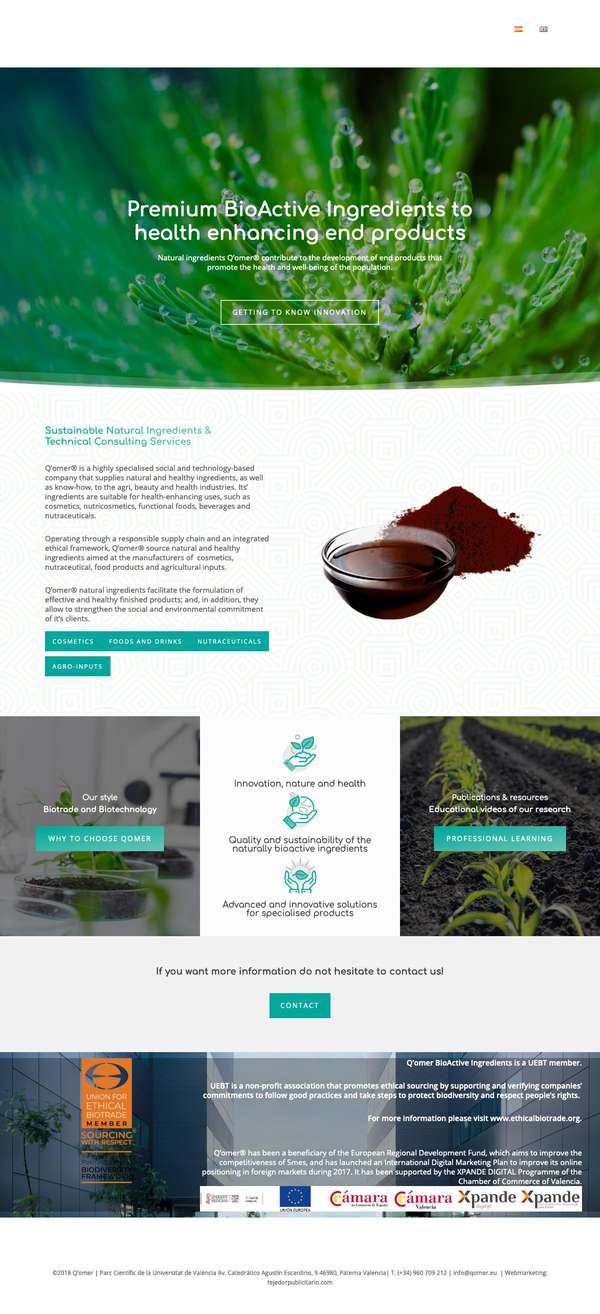 Premium BioActive Ingredients to
health enhancing end products
Natural ingredients Q'omer® contribute to the development of end products that
promote the health and well-being of the population.
GETTING TO KNOW INNOVATION
Sustainable Natural Ingredients &
Technical Consulting Services
Q'omer® is a highly specialised social and technology-based
company that supplies natural and healthy ingredients, as well
as know-how, to the agri, beauty and health industries. Its'
ingredients are suitable for health-enhancing uses, such as
cosmetics, nutricosmetics, functional foods, beverages and
nutraceuticals.
Operating through a responsible supply chain and an integrated
ethical framework, Q'omer® source natural and healthy
ingredients aimed at the manufacturers of cosmetics,
nutraceutical, food products and agricultural inputs.
Q'omer® natural ingredients facilitate the formulation of
effective and healthy finished products; and, in addition, they
allow to strengthen the social and environmental commitment
of it's clients.
COSMETICS FOODS AND DRINKS NUTRACEUTICALS
AGRO-INPUTS
Our style
Biotrade and Biotechnology
WHY TO CHOOSE QOMER
Innovation, nature and health
Quality and sustainability of the
naturally bioactive ingredients
Advanced and innovative solutions
for specialised products
Publications & resources
Educational videos of our research
PROFESSIONAL LEARNING
If you want more information do not hesitate to contact us!
CONTACT
UNION FOR
ETHICAL
BIOTRADE
MEMBER
SOURCING
WITH RESPECT
BIODIVERSITY
FRAMEWORK
Q'omer BioActive Ingredients is a UEBT member.
UEBT is a non-profit association that promotes ethical sourcing by supporting and verifying companies'
commitments to follow good practices and take steps to protect biodiversity and respect people's rights.
For more information please visit www.ethicalbiotrade.org.
Q'omer® has been a beneficiary of the European Regional Development Fund, which aims to improve the
competitiveness of Smes, and has launched an International Digital Marketing Plan to improve its online
positioning in foreign markets during 2017. It has been supported by the XPANDE DIGITAL Programme of the
Chamber of Commerce of Valencia.
UNIÓN EUROPEA
Cámara
de Comercio de España
Cámara
Valencia
Xpande
digital
Xpande
©2018 Q'omer | Parc Científic de la Universitat de València Av. Catedrático Agustín Escardino, 9 46980, Paterna Valencia| T. (+34) 960 709 212 | info@qomer.eu | Webmarketing:
tejedorpublicitario.com